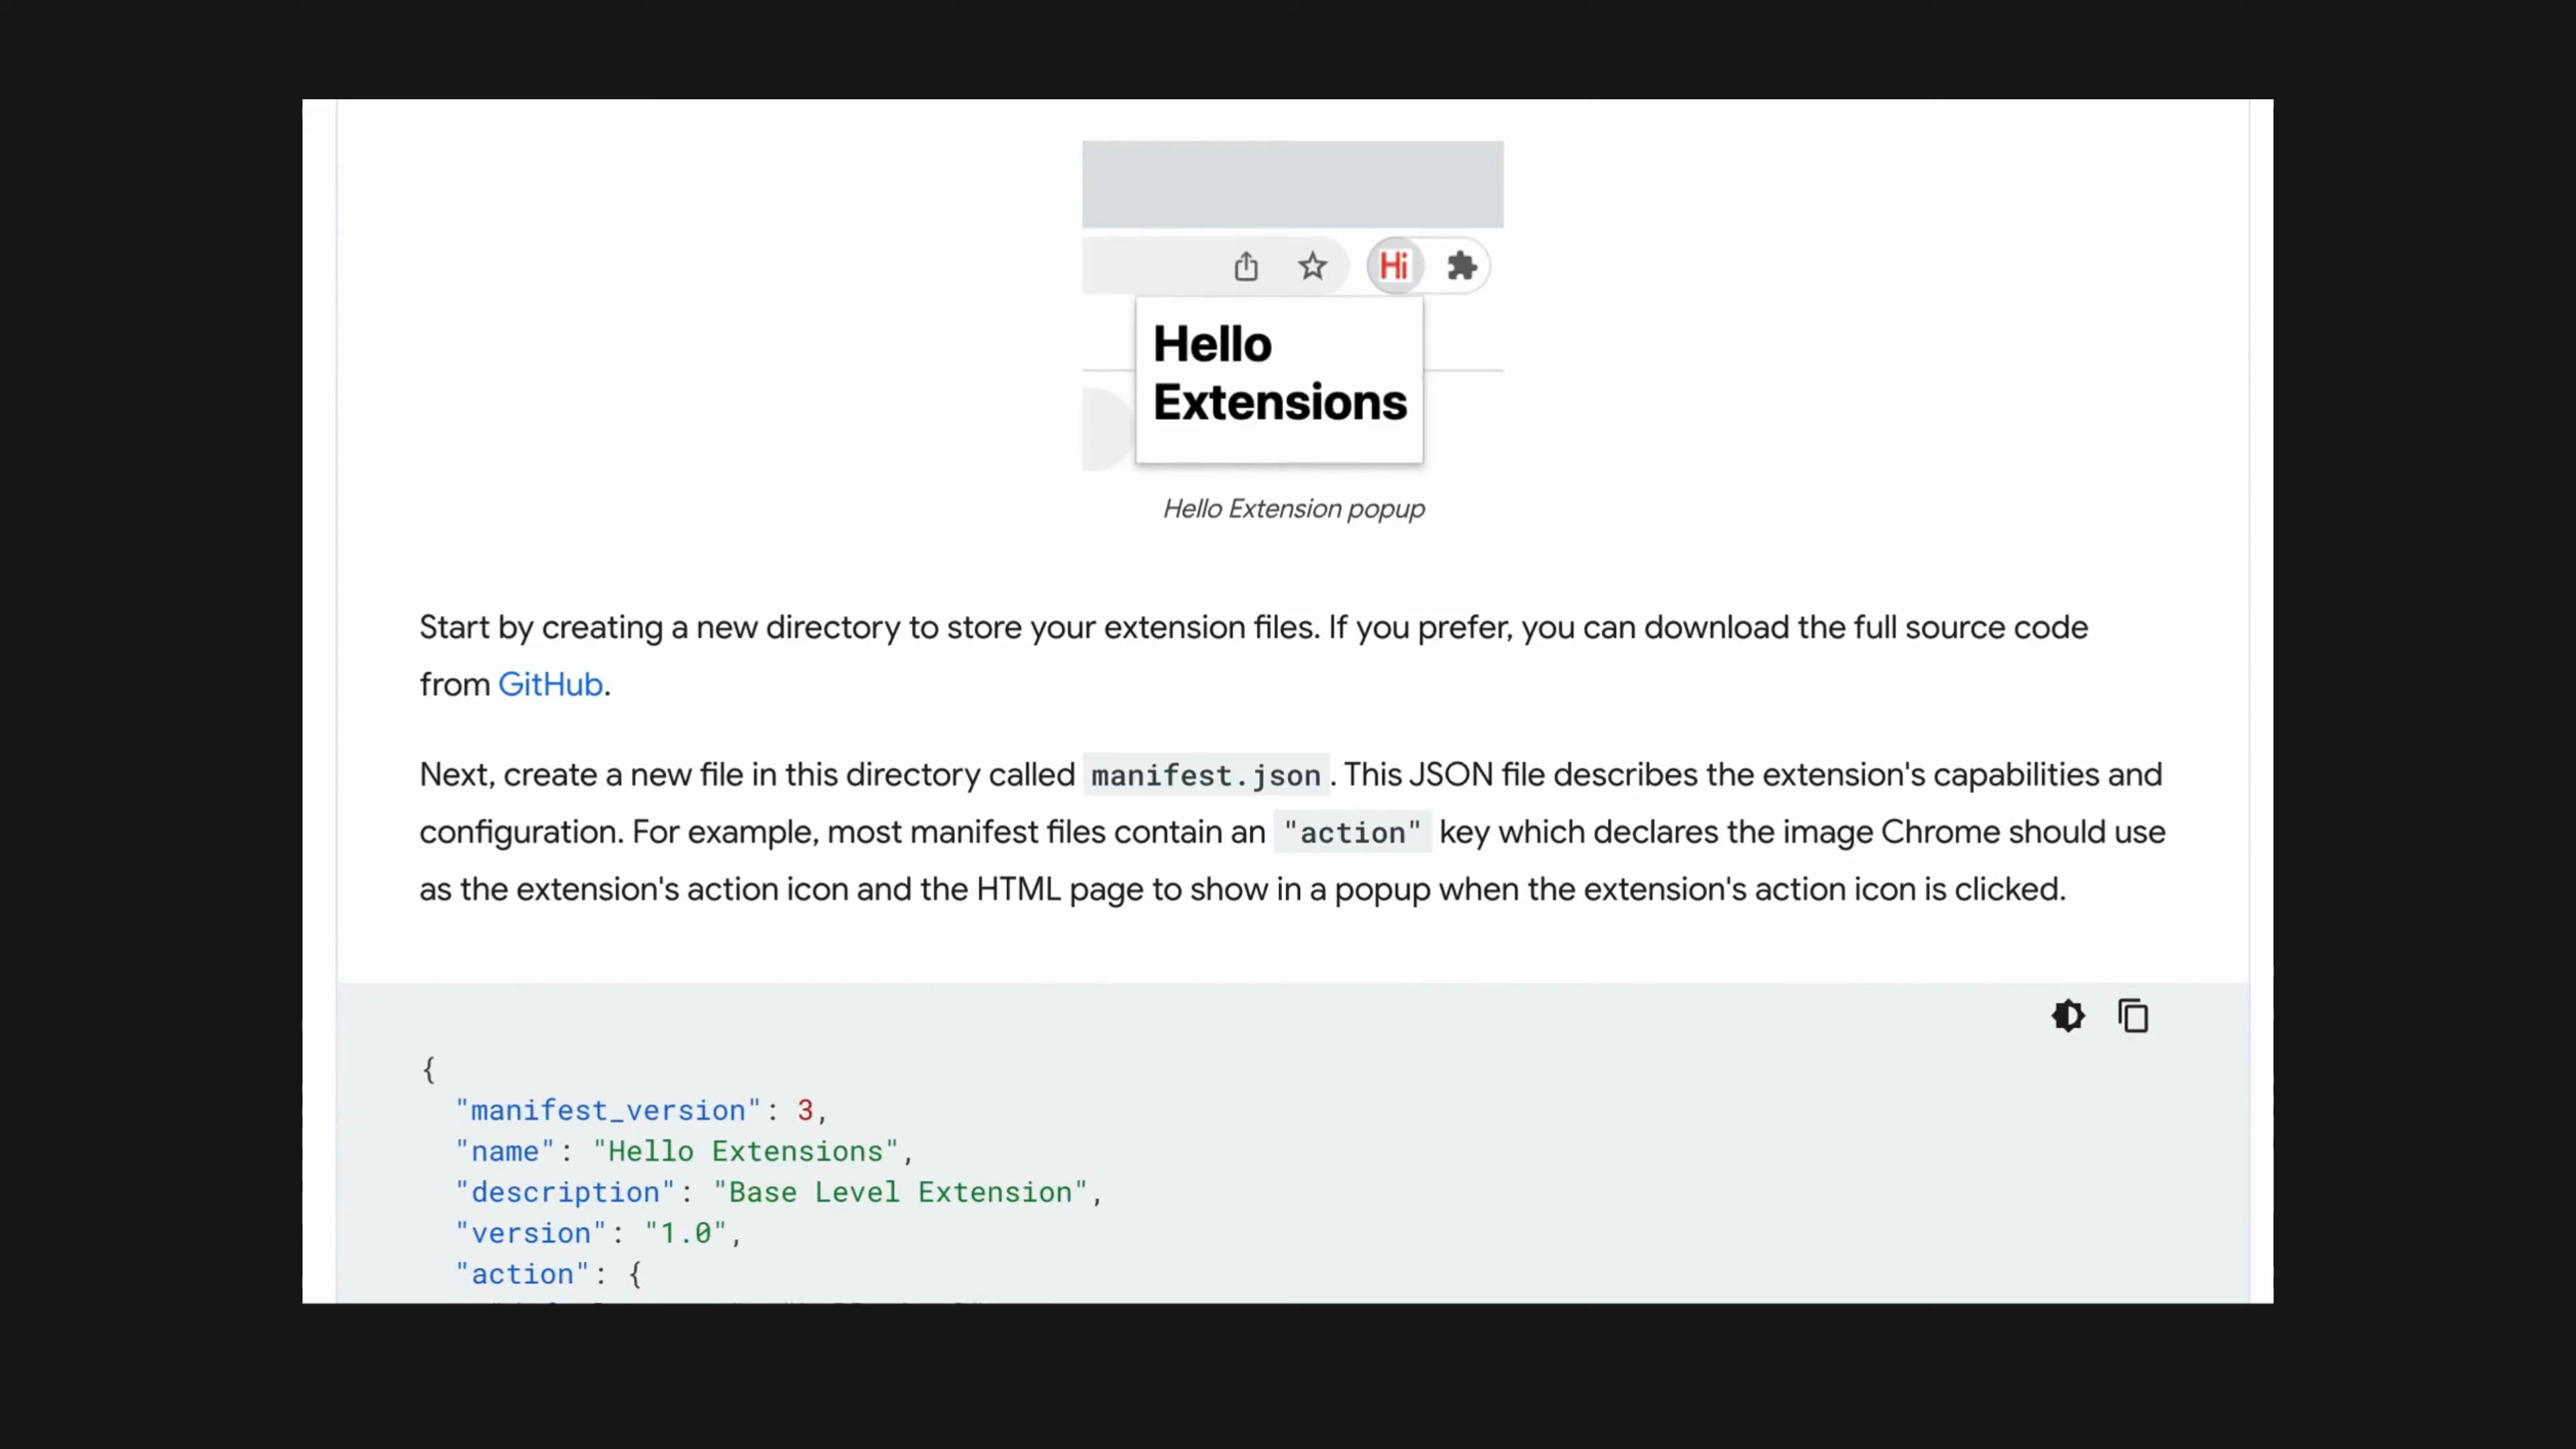 Hi
Hello
Extensions
Hello Extension popup
Start by creating a new directory to store your extension files. If you prefer, you can download the full source code
from GitHub.
Next, create a new file in this directory called manifest.json. This JSON file describes the extension's capabilities and
configuration. For example, most manifest files contain an "action" key which declares the image Chrome should use
as the extension's action icon and the HTML page to show in a popup when the extension's action icon is clicked.
{
"manifest_version": 3,
"name": "Hello Extensions",
"description": "Base Level Extension",
"version": "1.0",
"action": {